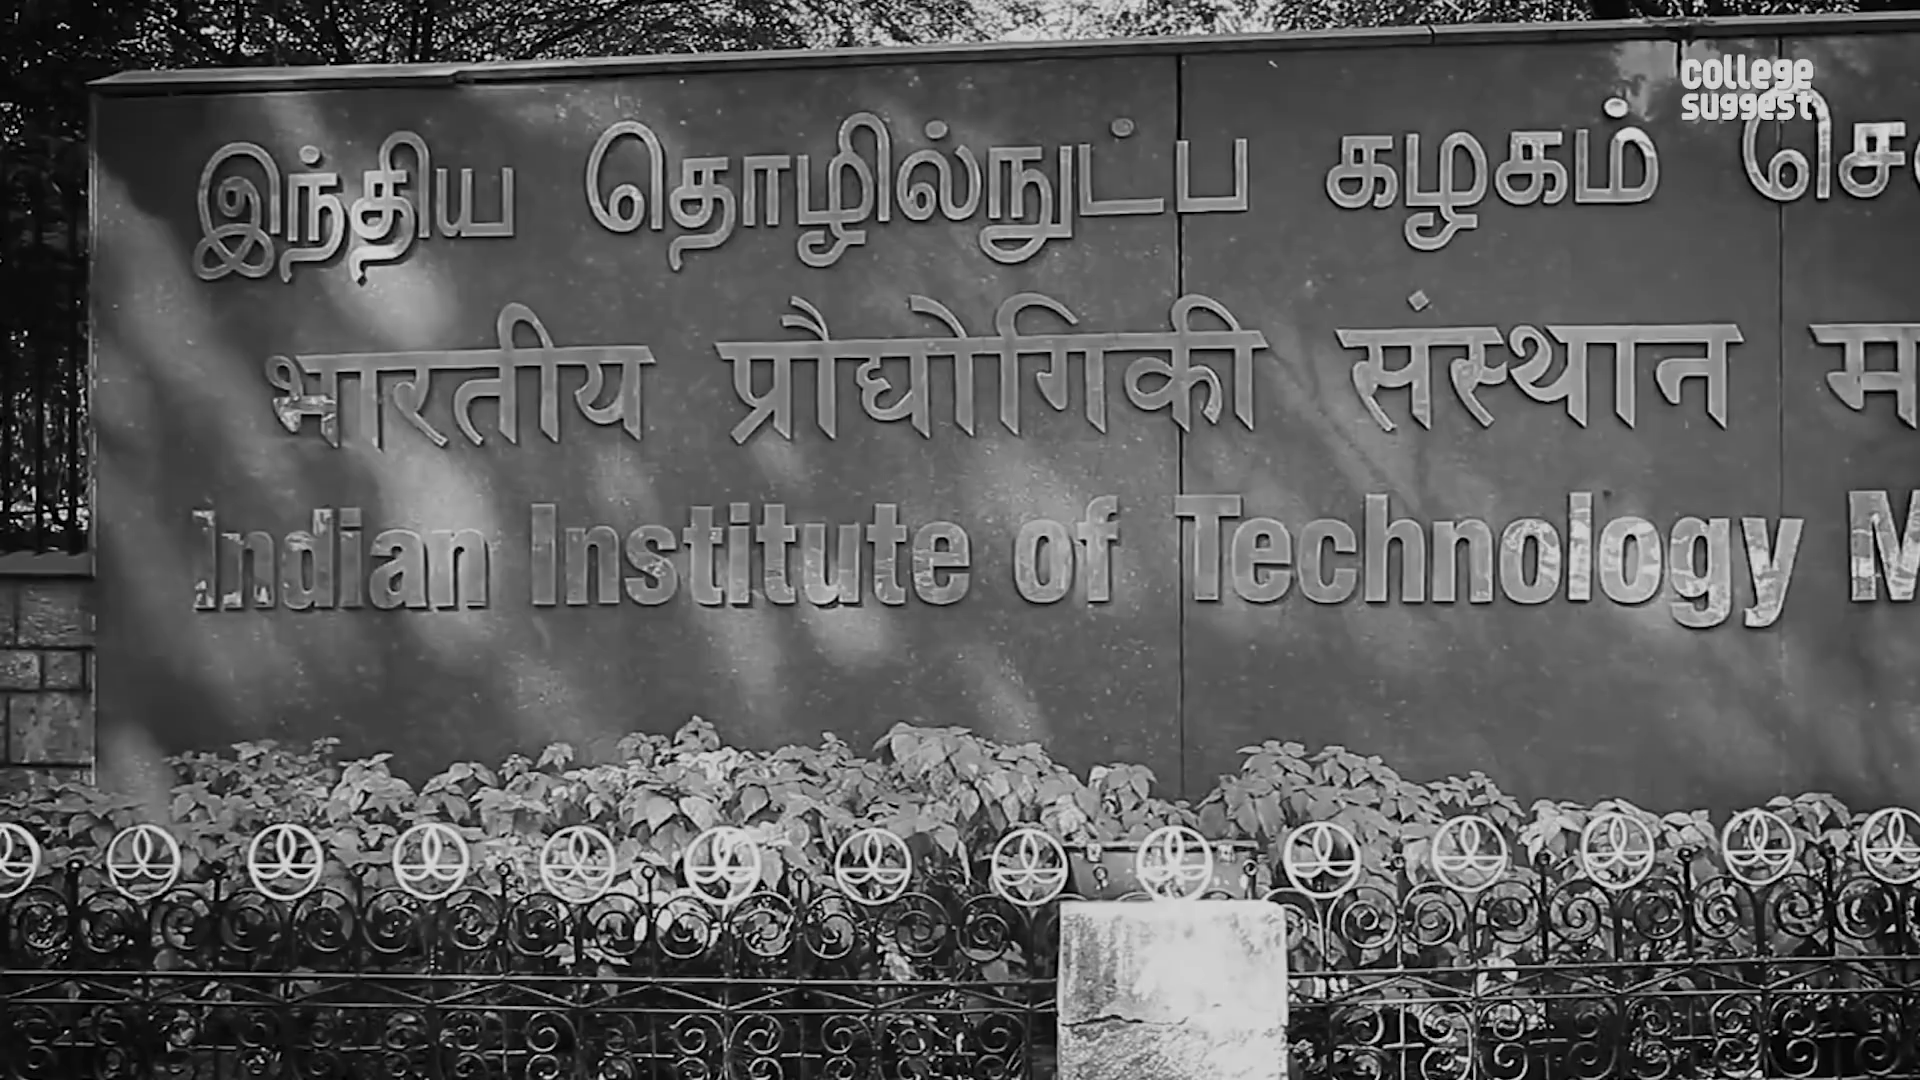 college
suggest
இந்திய தொழில்நுட்ப கழகம் செ
भारतीय प्रौद्योगिकी संस्थान म
Indian Institute of Technology M